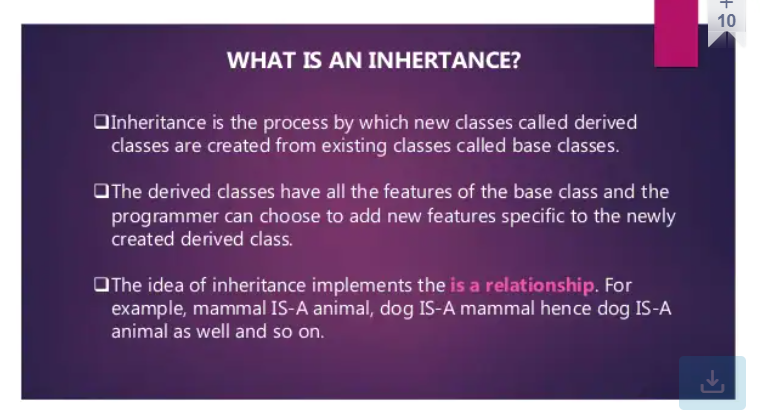 +
10
WHAT IS AN INHERTANCE?
❑Inheritance is the process by which new classes called derived
classes are created from existing classes called base classes.
❑The derived classes have all the features of the base class and the
programmer can choose to add new features specific to the newly
created derived class.
❑The idea of inheritance implements the is a relationship. For
example, mammal IS-A animal, dog IS-A mammal hence dog IS-A
animal as well and so on.